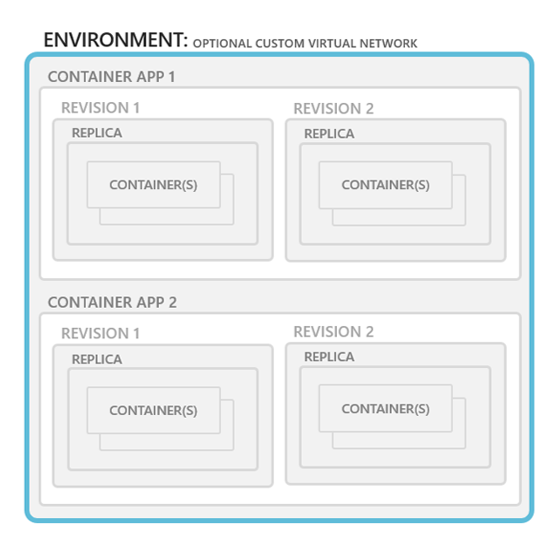 ENVIRONMENT: OPTIONAL CUSTOM VIRTUAL NETWORK
CONTAINER APP 1
REVISION 1
REPLICA
CONTAINER(S)
REVISION 2
REPLICA
CONTAINER(S)
CONTAINER APP 2
REVISION 1
REPLICA
CONTAINER(S)
REVISION 2
REPLICA
CONTAINER(S)